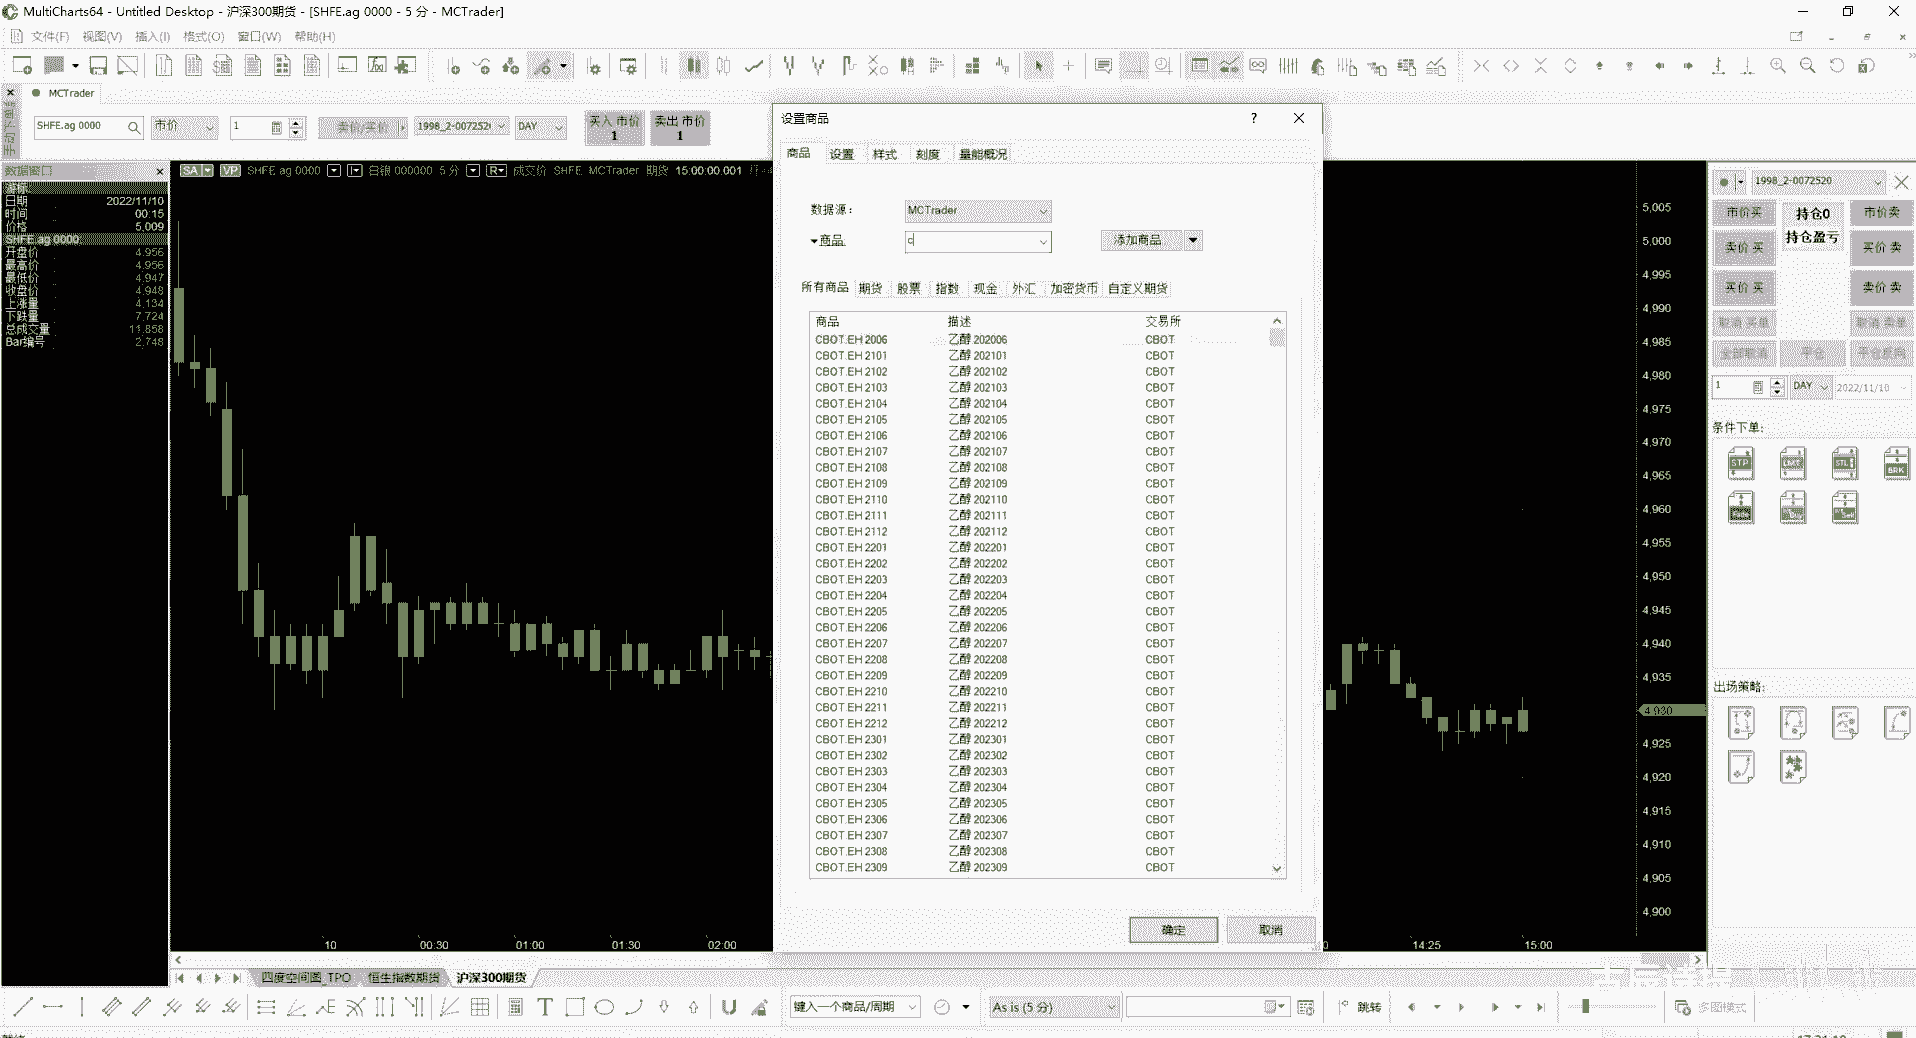 MultiCharts64 - Untitled Desktop - 沪深300期货 - [SHFE.ag 0000 - 5 分 - MCTrader]
文件(F) 视图(V) 插入(I) 格式(O) 窗口(W) 帮助(H)
MCTrader
SHFE.ag 0000 市价 1 卖价/买价 1998_2-007252 DAY 买入 市价 1 卖出 市价 1
数据窗口
日期 2022/11/10
时间 00:15
价格 5,009
SHFE.ag 0000
开盘价 4,956
最高价 4,956
最低价 4,947
收盘价 4,948
上涨量 4,134
下跌量 7,724
总成交量 11,858
Bar编号 2,748
SA VP SHFE ag 0000 白银 000000 5 分 R 成交价 SHFE MCTrader 期货 15:00:00.001
设置商品 ?
商品 设置 样式 刻度 量能概况
数据源: MCTrader
商品: c 添加商品
所有商品 期货 股票 指数 现金 外汇 加密货币 自定义期货
商品 描述 交易所
CBOT.EH 2006 乙醇 202006 CBOT
CBOT.EH 2101 乙醇 202101 CBOT
CBOT.EH 2102 乙醇 202102 CBOT
CBOT.EH 2103 乙醇 202103 CBOT
CBOT.EH 2104 乙醇 202104 CBOT
CBOT.EH 2105 乙醇 202105 CBOT
CBOT.EH 2106 乙醇 202106 CBOT
CBOT.EH 2107 乙醇 202107 CBOT
CBOT.EH 2108 乙醇 202108 CBOT
CBOT.EH 2109 乙醇 202109 CBOT
CBOT.EH 2110 乙醇 202110 CBOT
CBOT.EH 2111 乙醇 202111 CBOT
CBOT.EH 2112 乙醇 202112 CBOT
CBOT.EH 2201 乙醇 202201 CBOT
CBOT.EH 2202 乙醇 202202 CBOT
CBOT.EH 2203 乙醇 202203 CBOT
CBOT.EH 2204 乙醇 202204 CBOT
CBOT.EH 2205 乙醇 202205 CBOT
CBOT.EH 2206 乙醇 202206 CBOT
CBOT.EH 2207 乙醇 202207 CBOT
CBOT.EH 2208 乙醇 202208 CBOT
CBOT.EH 2209 乙醇 202209 CBOT
CBOT.EH 2210 乙醇 202210 CBOT
CBOT.EH 2211 乙醇 202211 CBOT
CBOT.EH 2212 乙醇 202212 CBOT
CBOT.EH 2301 乙醇 202301 CBOT
CBOT.EH 2302 乙醇 202302 CBOT
CBOT.EH 2303 乙醇 202303 CBOT
CBOT.EH 2304 乙醇 202304 CBOT
CBOT.EH 2305 乙醇 202305 CBOT
CBOT.EH 2306 乙醇 202306 CBOT
CBOT.EH 2307 乙醇 202307 CBOT
CBOT.EH 2308 乙醇 202308 CBOT
CBOT.EH 2309 乙醇 202309 CBOT
确定 取消
5,005
5,000
4,995
4,990
4,985
4,980
4,975
4,970
4,965
4,960
4,955
4,950
4,945
4,940
4,935
4,930
4,925
4,920
4,915
4,910
4,905
4,900
1998_2-0072520
市价买 持仓0 市价卖
卖价 买 持仓盈亏 买价 卖
买价 买 卖价 卖
取消 买单 取消 卖单
全部取消 平仓 平仓反向
1 DAY 2022/11/10
条件下单:
STP LMT STL BRK
Buy Sell
出场策略:
10 00:30 01:00 01:30 02:00 14:25 15:00
四度空间图_TPO 恒生指数期货 沪深300期货
键入一个商品/周期 As is (5 分) 跳转 多图模式